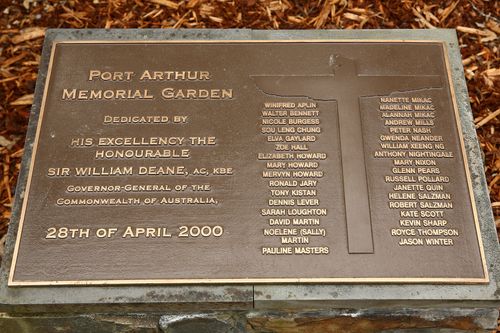 PORT ARTHUR
MEMORIAL GARDEN
DEDICATED BY
HIS EXCELLENCY THE
HONOURABLE
SIR WILLIAM DEANE, AC, KBE
GOVERNOR-GENERAL OF THE
COMMONWEALTH OF AUSTRALIA,
28TH OF APRIL 2000
WINIFRED APLIN
WALTER BENNETT
NICOLE BURGESS
SOU LENG CHUNG
ELVA GAYLARD
ZOE HALL
ELIZABETH HOWARD
MARY HOWARD
MERVYN HOWARD
RONALD JARY
TONY KISTAN
DENNIS LEVER
SARAH LOUGHTON
DAVID MARTIN
NOELENE (SALLY)
MARTIN
PAULINE MASTERS
NANETTE MIKAC
MADELINE MIKAC
ALANNAH MIKAC
ANDREW MILLS
PETER NASH
GWENDA NEANDER
WILLIAM XEENG NG
ANTHONY NIGHTINGALE
MARY NIXON
GLENN PEARS
RUSSELL POLLARD
JANETTE QUIN
HELENE SALZMAN
ROBERT SALZMAN
KATE SCOTT
KEVIN SHARP
ROYCE THOMPSON
JASON WINTER